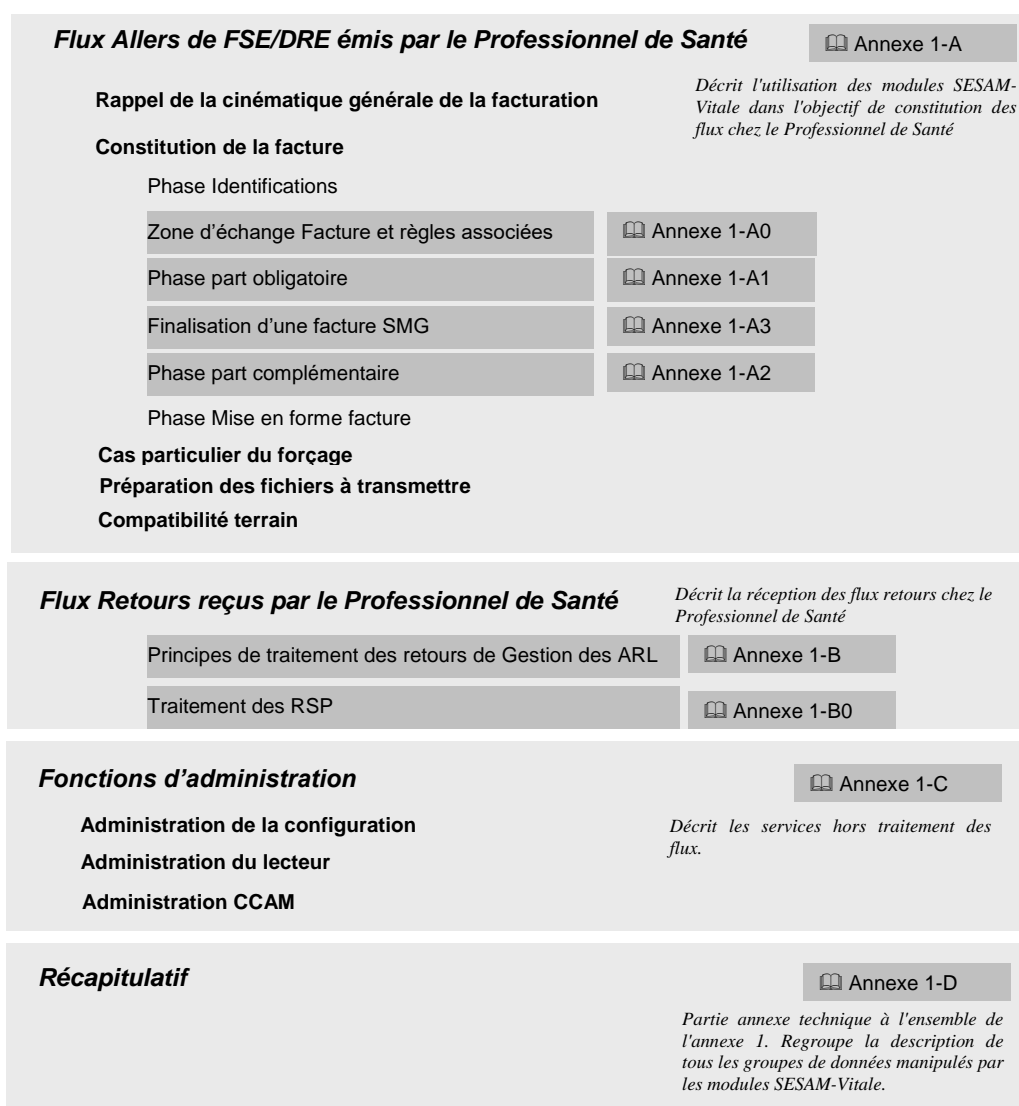 Flux Allers de FSE/DRE émis par le Professionnel de Santé
Annexe 1-A
Décrit l'utilisation des modules SESAM-
Vitale dans l'objectif de constitution des
flux chez le Professionnel de Santé
Rappel de la cinématique générale de la facturation
Constitution de la facture
Phase Identifications
Zone d'échange Facture et règles associées
Annexe 1-A0
Phase part obligatoire
Annexe 1-A1
Finalisation d'une facture SMG
Annexe 1-A3
Phase part complémentaire
Annexe 1-A2
Phase Mise en forme facture
Cas particulier du forçage
Préparation des fichiers à transmettre
Compatibilité terrain
Flux Retours reçus par le Professionnel de Santé
Décrit la réception des flux retours chez le
Professionnel de Santé
Principes de traitement des retours de Gestion des ARL
Annexe 1-B
Traitement des RSP
Annexe 1-B0
Fonctions d'administration
Annexe 1-C
Administration de la configuration
Décrit les services hors traitement des
flux.
Administration du lecteur
Administration CCAM
Récapitulatif
Annexe 1-D
Partie annexe technique à l'ensemble de
l'annexe 1. Regroupe la description de
tous les groupes de données manipulés par
les modules SESAM-Vitale.